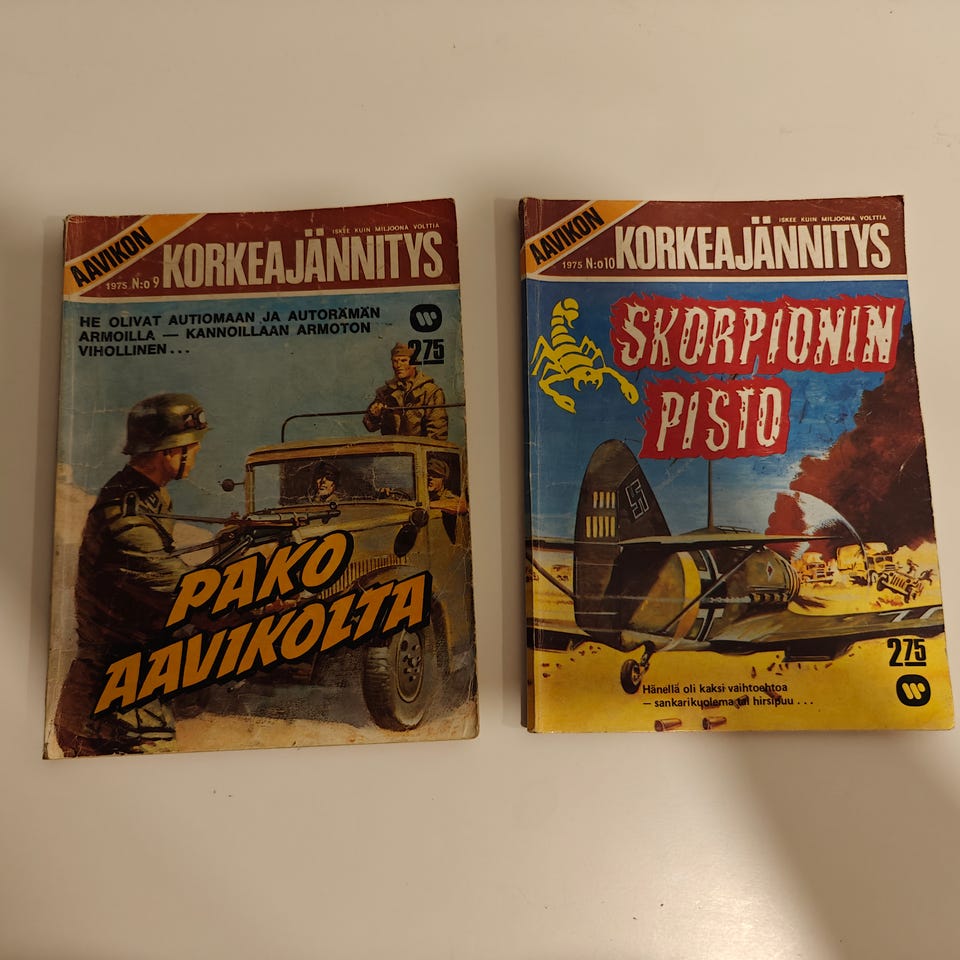 AAVIKON
ISKEE KUIN MILJOONA VOLTTIA
1975 N:o 9 KORKEAJÄNNITYS
HE OLIVAT AUTIOMAAN JA AUTORÄMÄN
ARMOILLA — KANNOILLAAN ARMOTON
VIHOLLINEN...
2.75
PAKO
AAVIKOLTA
AAVIKON
ISKEE KUIN MILJOONA VOLTTIA
1975 N:o 10 KORKEAJÄNNITYS
SKORPIONIN
PISTO
2.75
Hänellä oli kaksi vaihtoehtoa
— sankarikuolema tai hirsipuu...